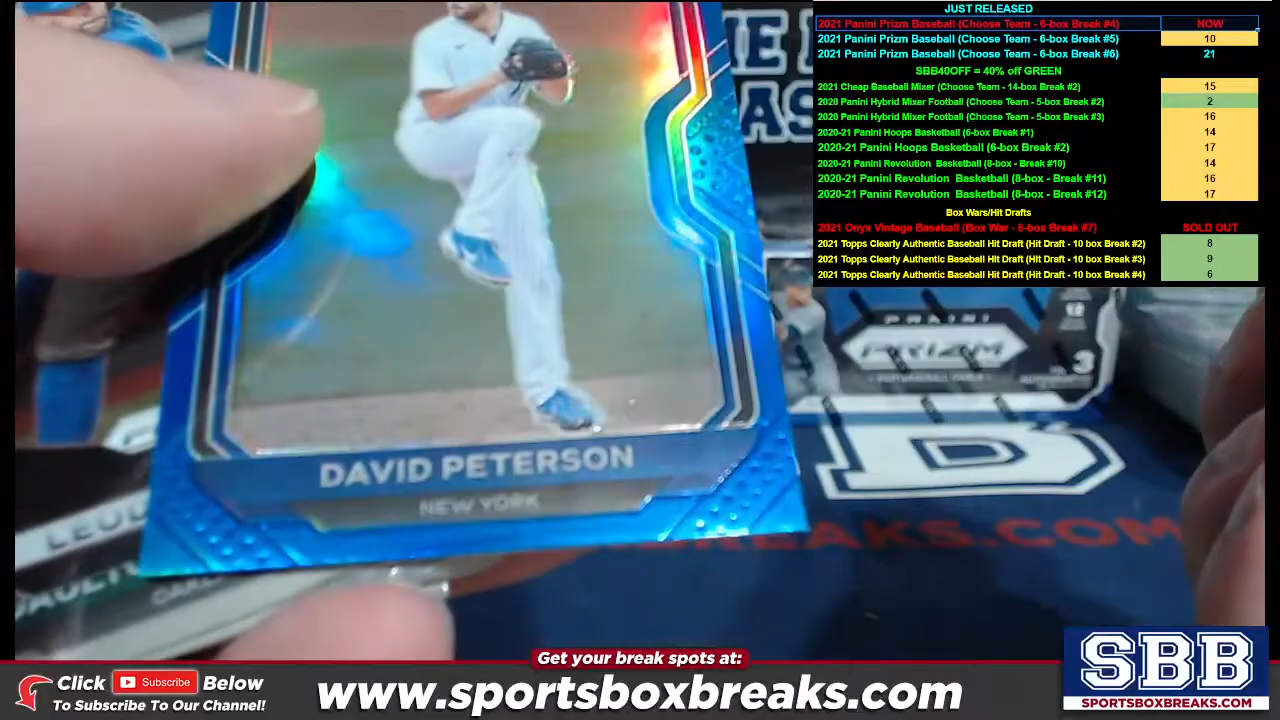 JUST RELEASED
2021 Panini Prizm Baseball (Choose Team - 6-box Break #4) NOW
2021 Panini Prizm Baseball (Choose Team - 6-box Break #5) 10
2021 Panini Prizm Baseball (Choose Team - 6-box Break #6) 21
SBB40OFF = 40% off GREEN
2021 Cheap Baseball Mixer (Choose Team - 14-box Break #2) 15
2020 Panini Hybrid Mixer Football (Choose Team - 5-box Break #2) 2
2020 Panini Hybrid Mixer Football (Choose Team - 5-box Break #3) 16
2020-21 Panini Hoops Basketball (6-box Break #1) 14
2020-21 Panini Hoops Basketball (6-box Break #2) 17
2020-21 Panini Revolution Basketball (8-box - Break #10) 14
2020-21 Panini Revolution Basketball (8-box - Break #11) 16
2020-21 Panini Revolution Basketball (8-box - Break #12) 17
Box Wars/Hit Drafts
2021 Onyx Vintage Baseball (Box War - 6-box Break #7) SOLD OUT
2021 Topps Clearly Authentic Baseball Hit Draft (Hit Draft - 10 box Break #2) 8
2021 Topps Clearly Authentic Baseball Hit Draft (Hit Draft - 10 box Break #3) 9
2021 Topps Clearly Authentic Baseball Hit Draft (Hit Draft - 10 box Break #4) 6
PANINI
PRIZM
3
DAVID PETERSON
NEW YORK
B
BREAKS.COM
Get your break spots at:
Click Subscribe Below
To Subscribe To Our Channel!
www.sportsboxbreaks.com
SBB
SPORTSBOXBREAKS.COM